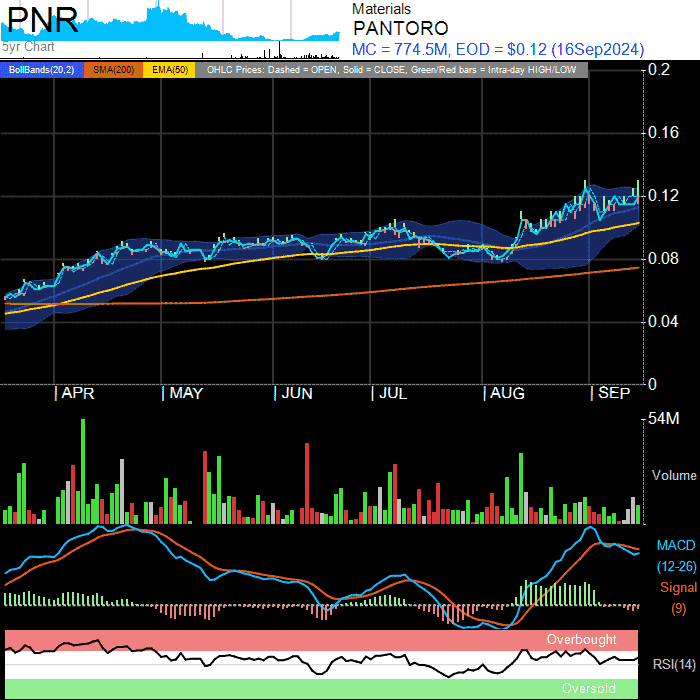 PNR
5yr Chart
Materials
PANTORO
MC = 774.5M, EOD = $0.12 (16Sep2024)
BollBands(20,2) SMA(200) EMA(50) OHLC Prices: Dashed = OPEN, Solid = CLOSE, Green/Red bars = Intra-day HIGH/LOW
0.2
0.16
0.12
0.08
0.04
0
APR MAY JUN JUL AUG SEP
54M
Volume
MACD
(12-26)
Signal
(9)
Overbought
RSI(14)
Oversold